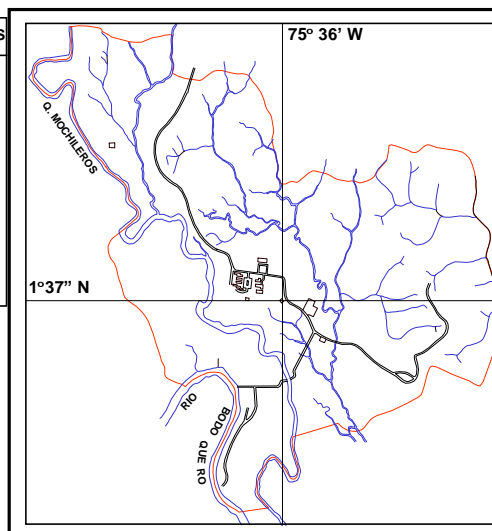 S
75º 36' W
Q. MOCHILEROS
1º37" N
RIO
BODO
QUE RO